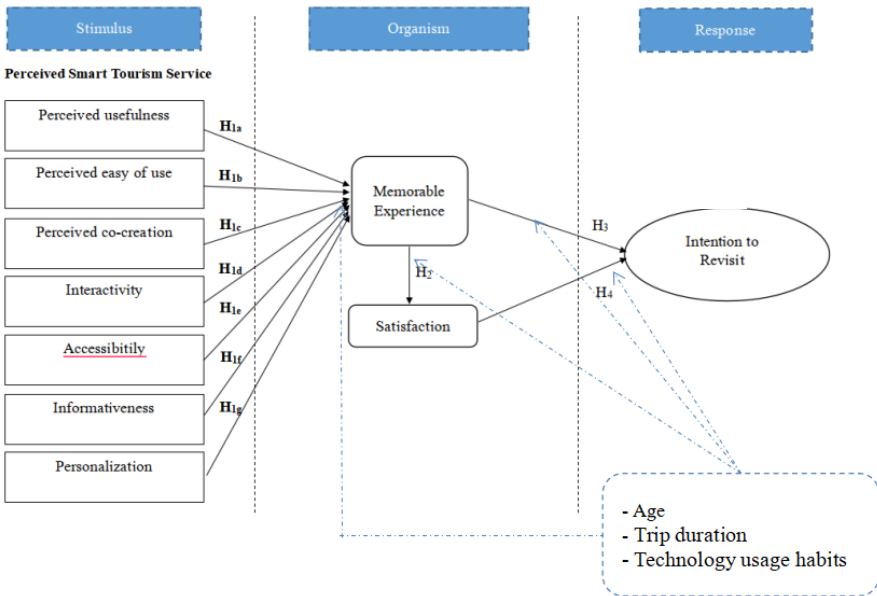 Stimulus
Organism
Response
Perceived Smart Tourism Service
Perceived usefulness
H1a
Perceived easy of use
H1b
Perceived co-creation
H1c
Interactivity
H1d
Accessibitily
H1e
Informativeness
H1f
Personalization
H1g
Memorable
Experience
H2
Satisfaction
H3
H4
Intention to
Revisit
- Age
- Trip duration
- Technology usage habits